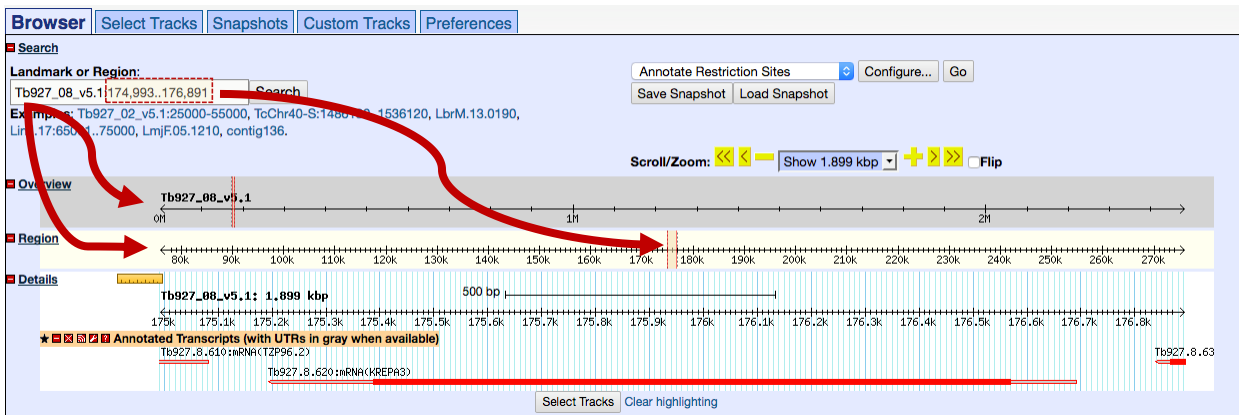 Browser Select Tracks Snapshots Custom Tracks Preferences
Search
Landmark or Region:
Tb927_08_v5.1:174,993..176,891 Search
Annotate Restriction Sites Configure... Go
Save Snapshot Load Snapshot
Examples: Tb927_02_v5.1:25000-55000, TcChr40-S:1486136..1536120, LbrM.13.0190,
65001..75000, LmjF.05.1210, contig136.
Scroll/Zoom: << < Show 1.899 kbp > >> Flip
Overview
Tb927_08_v5.1
0M 1M 2M
Region
80k 90k 100k 110k 120k 130k 140k 150k 160k 170k 180k 190k 200k 210k 220k 230k 240k 250k 260k 270k
Details
Tb927_08_v5.1: 1.899 kbp 500 bp
175k 175.1k 175.2k 175.3k 175.4k 175.5k 175.6k 175.7k 175.8k 175.9k 176k 176.1k 176.2k 176.3k 176.4k 176.5k 176.6k 176.7k 176.8k
Annotated Transcripts (with UTRs in gray when available)
Tb927.8.610:mRNA(TZP96.2) Tb927.8.63
Tb927.8.620:mRNA(KREPA3)
Select Tracks Clear highlighting